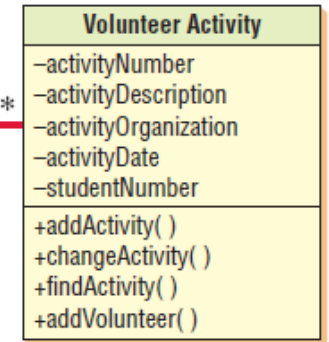 Volunteer Activity
–activityNumber
–activityDescription
*
–activityOrganization
–activityDate
–studentNumber
+addActivity( )
+changeActivity( )
+findActivity( )
+addVolunteer( )